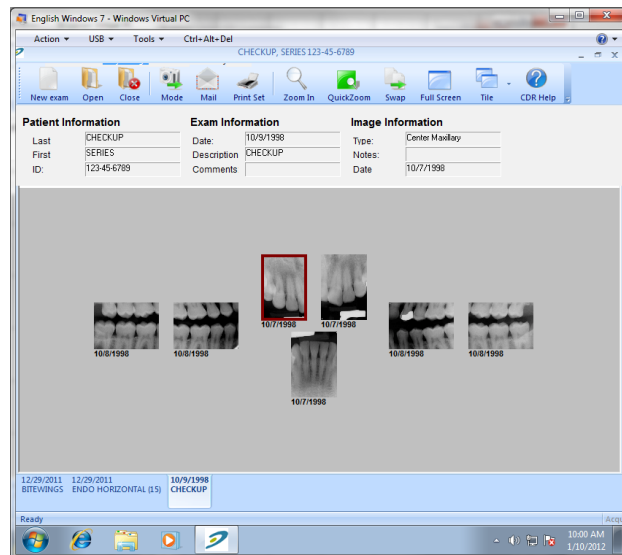 English Windows 7 - Windows Virtual PC
Action USB Tools Ctrl+Alt+Del
CHECKUP, SERIES 123-45-6789
New exam Open Close Mode Mail Print Set Zoom In QuickZoom Swap Full Screen Tile CDR Help
Patient Information Exam Information Image Information
Last CHECKUP Date: 10/9/1998 Type: Center Maxillary
First SERIES Description CHECKUP Notes:
ID: 123-45-6789 Comments Date 10/7/1998
10/7/1998 10/7/1998
10/8/1998 10/8/1998 10/8/1998 10/8/1998
10/7/1998
12/29/2011 12/29/2011 10/9/1998
BITEWINGS ENDO HORIZONTAL (15) CHECKUP
Ready Acqu
10:00 AM
1/10/2012